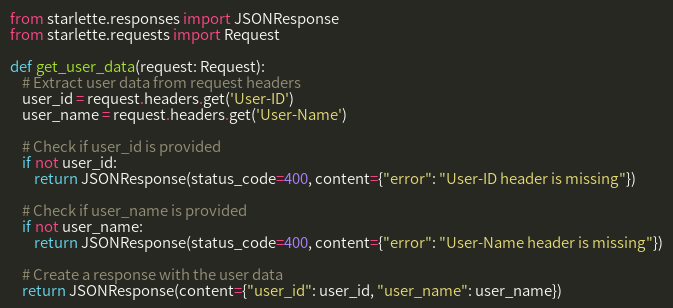 from starlette.responses import JSONResponse
from starlette.requests import Request

def get_user_data(request: Request):
    # Extract user data from request headers
    user_id = request.headers.get('User-ID')
    user_name = request.headers.get('User-Name')

    # Check if user_id is provided
    if not user_id:
        return JSONResponse(status_code=400, content={"error": "User-ID header is missing"})

    # Check if user_name is provided
    if not user_name:
        return JSONResponse(status_code=400, content={"error": "User-Name header is missing"})

    # Create a response with the user data
    return JSONResponse(content={"user_id": user_id, "user_name": user_name})